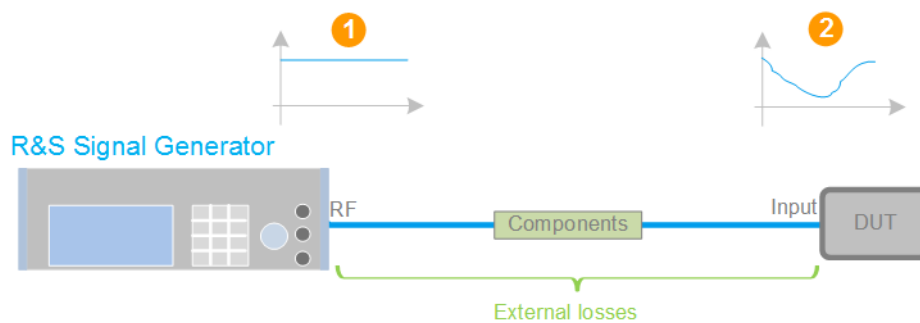 1
2
R&S Signal Generator
RF
Components
Input
DUT
External losses